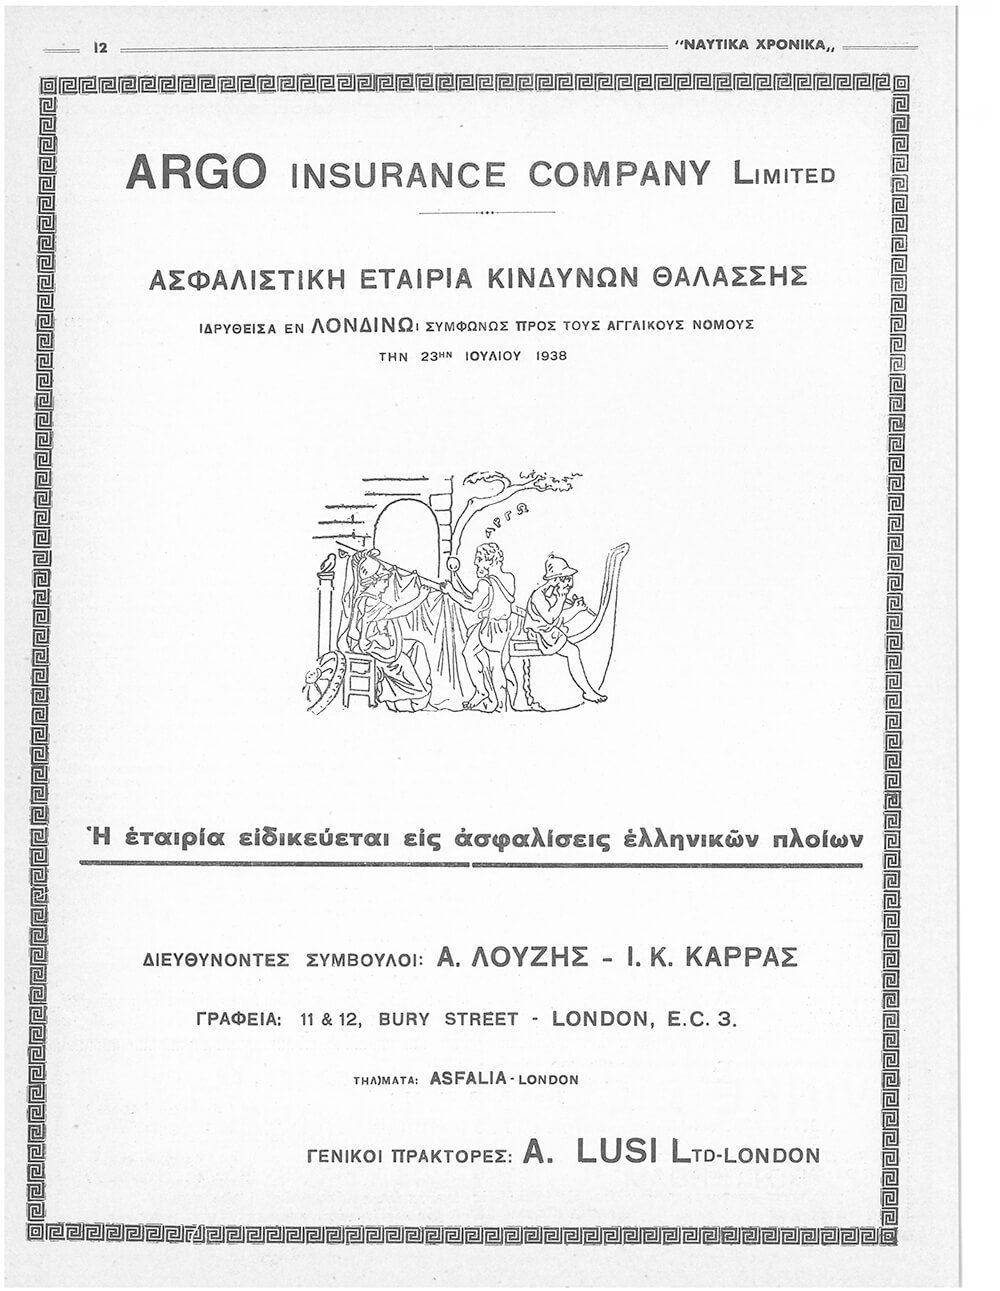 12 "ΝΑΥΤΙΚΑ ΧΡΟΝΙΚΑ„
ARGO INSURANCE COMPANY LIMITED
ΑΣΦΑΛΙΣΤΙΚΗ ΕΤΑΙΡΙΑ ΚΙΝΔΥΝΩΝ ΘΑΛΑΣΣΗΣ
ΙΔΡΥΘΕΙΣΑ ΕΝ ΛΟΝΔΙΝΩι ΣΥΜΦΩΝΩΣ ΠΡΟΣ ΤΟΥΣ ΑΓΓΛΙΚΟΥΣ ΝΟΜΟΥΣ
ΤΗΝ 23ΗΝ ΙΟΥΛΙΟΥ 1938
ΑΡΓΩ
Ἡ ἑταιρία εἰδικεύεται εἰς ἀσφαλίσεις ἑλληνικῶν πλοίων
ΔΙΕΥΘΥΝΟΝΤΕΣ ΣΥΜΒΟΥΛΟΙ: Α. ΛΟΥΖΗΣ - Ι. Κ. ΚΑΡΡΑΣ
ΓΡΑΦΕΙΑ: 11 & 12, BURY STREET - LONDON, E.C. 3.
ΤΗΛ)ΜΑΤΑ: ASFALIA - LONDON
ΓΕΝΙΚΟΙ ΠΡΑΚΤΟΡΕΣ: A. LUSI LTD-LONDON